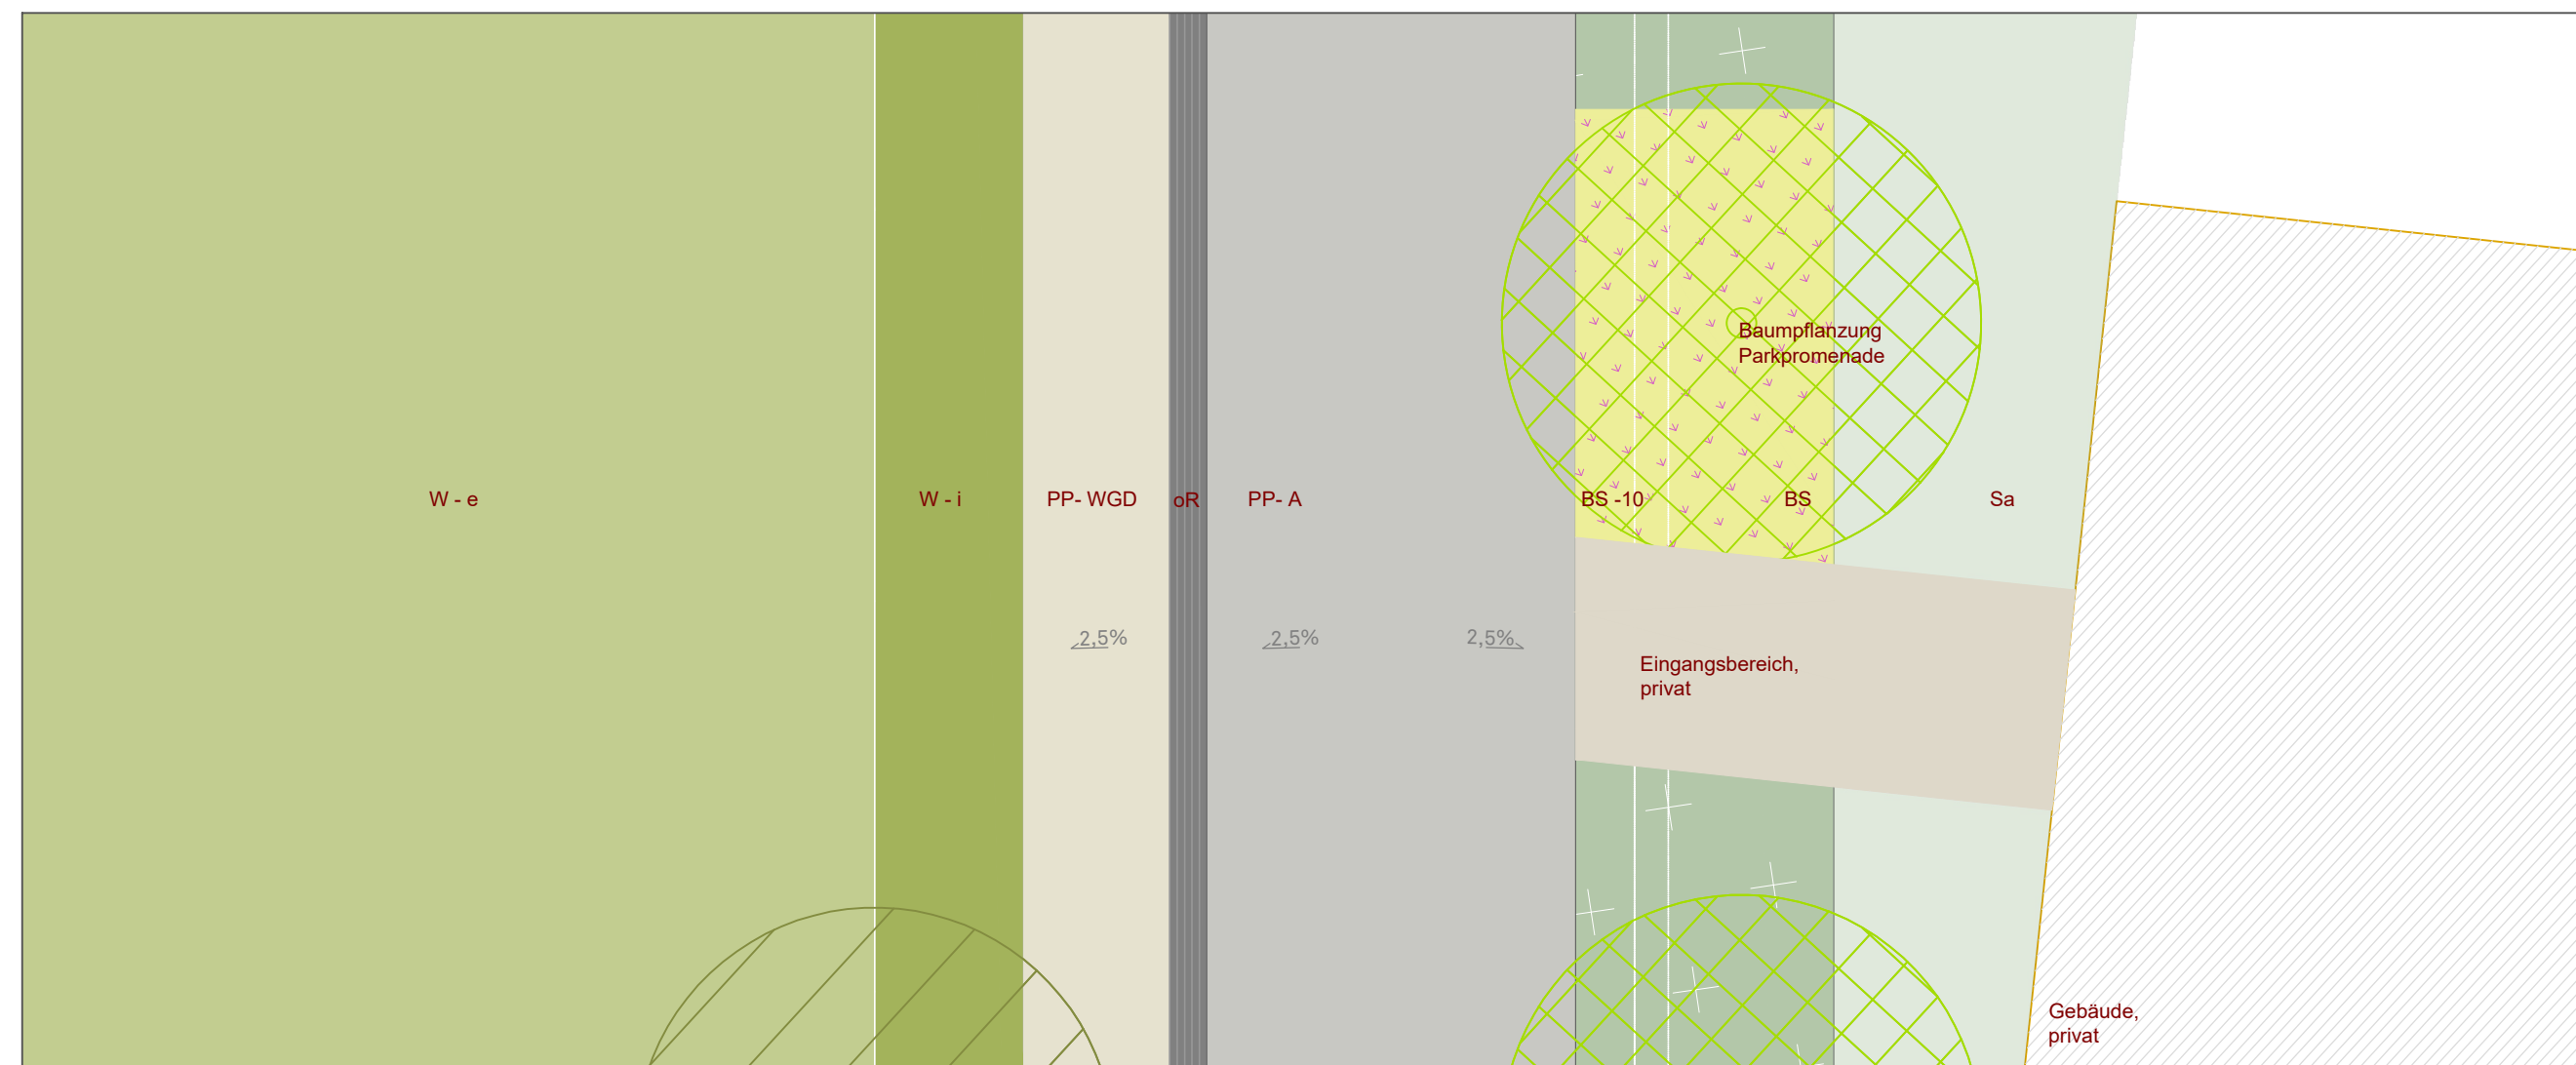 Baumpflanzung
Parkpromenade
W - e
W - i
PP- WGD
oR
PP- A
BS -10
BS
Sa
2,5%
2,5%
2,5%
Eingangsbereich,
privat
Gebäude,
privat